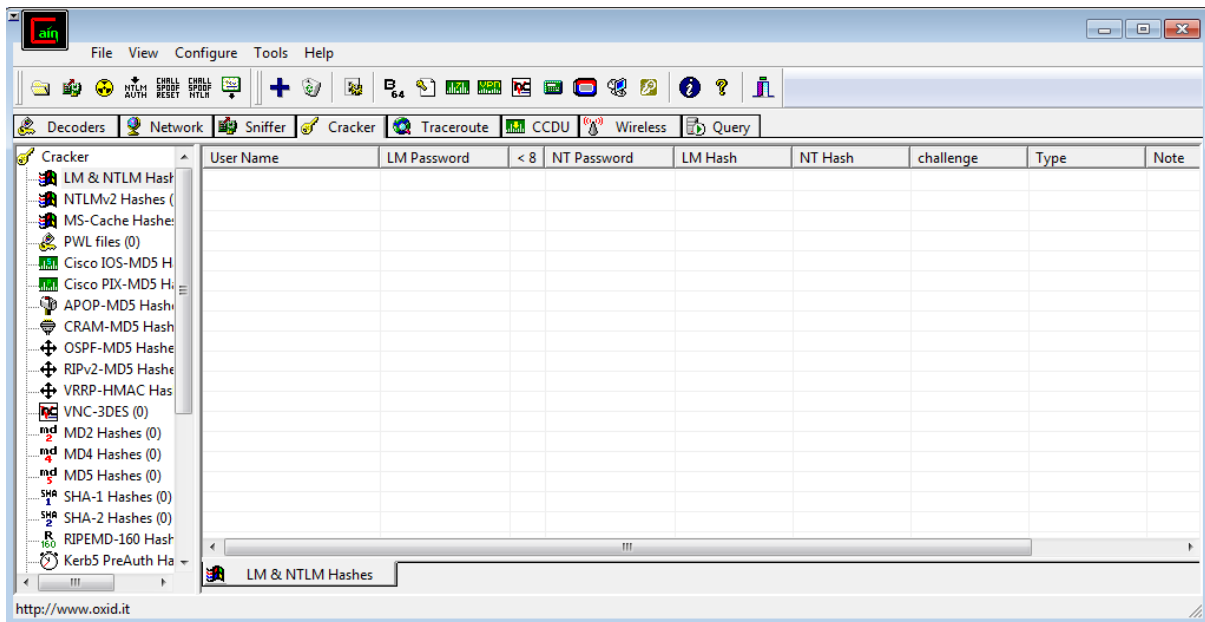 Cain
File View Configure Tools Help
NTLM AUTH CHALL SPOOF RESET CHALL SPOOF NTLM B64
Decoders Network Sniffer Cracker Traceroute CCDU Wireless Query
Cracker
LM & NTLM Hash
NTLMv2 Hashes (
MS-Cache Hashes
PWL files (0)
Cisco IOS-MD5 H
Cisco PIX-MD5 Ha
APOP-MD5 Hash
CRAM-MD5 Hash
OSPF-MD5 Hashe
RIPv2-MD5 Hashe
VRRP-HMAC Has
VNC-3DES (0)
MD2 Hashes (0)
MD4 Hashes (0)
MD5 Hashes (0)
SHA-1 Hashes (0)
SHA-2 Hashes (0)
RIPEMD-160 Hash
Kerb5 PreAuth Ha
User Name LM Password < 8 NT Password LM Hash NT Hash challenge Type Note
LM & NTLM Hashes
http://www.oxid.it